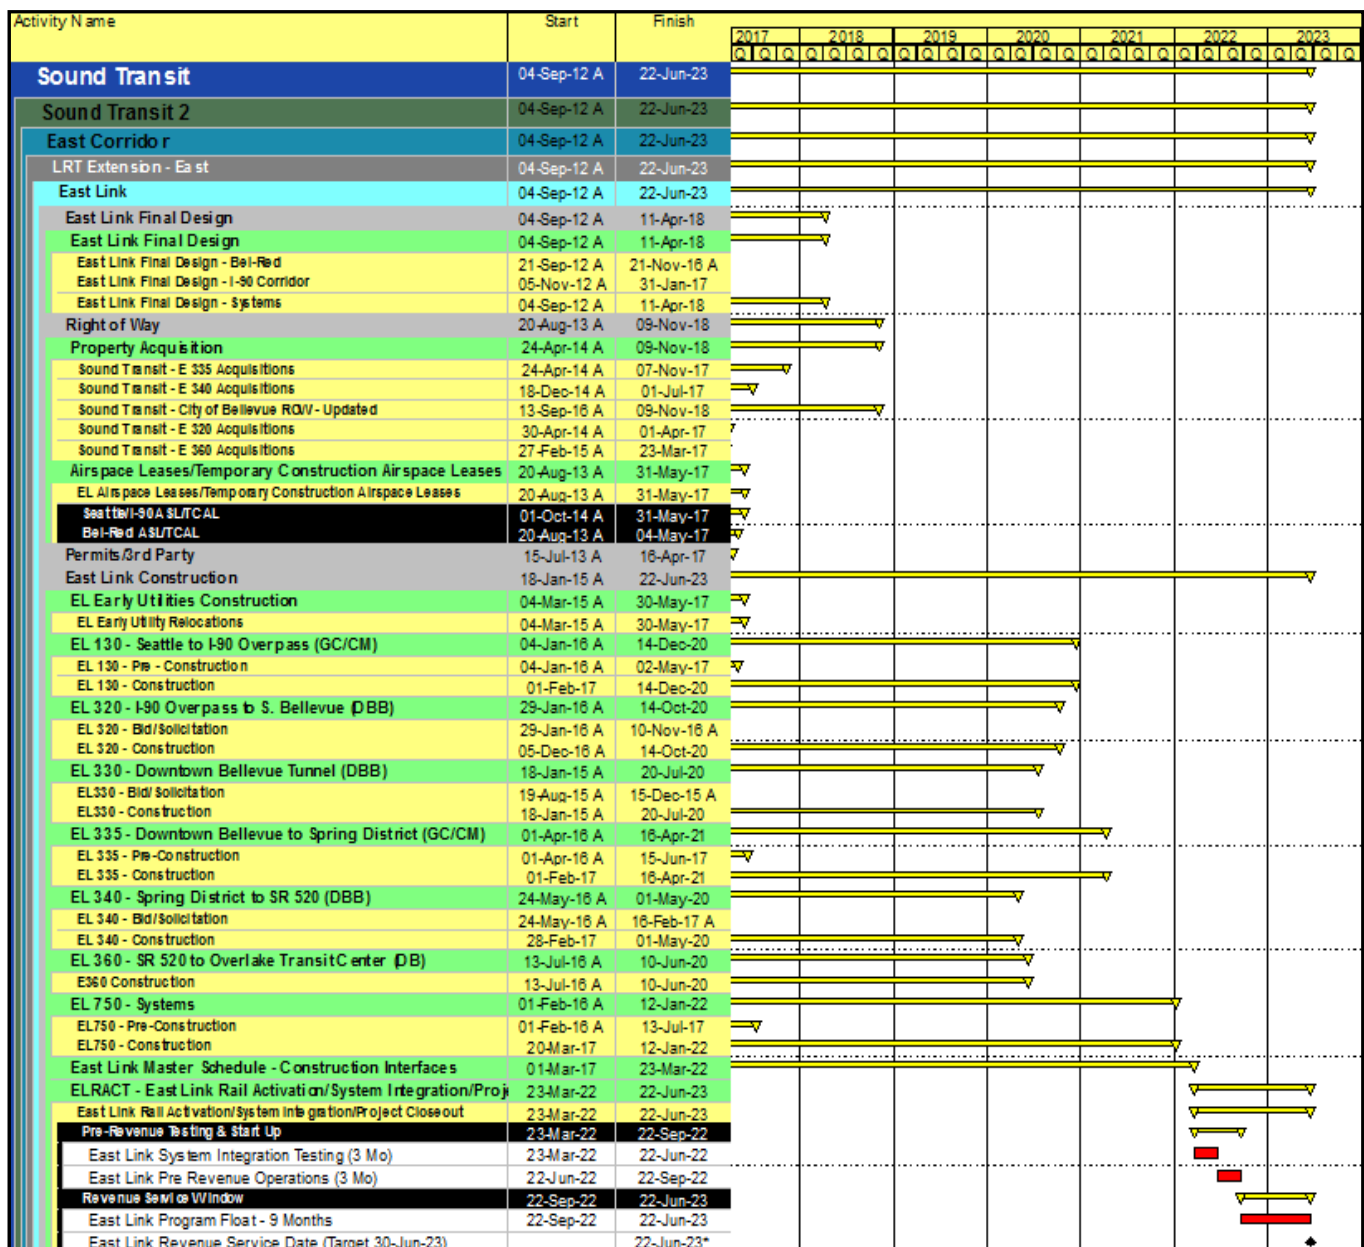 Activity Name Start Finish
2017 2018 2019 2020 2021 2022 2023
Q Q Q Q Q Q Q Q Q Q Q Q Q Q Q Q Q Q Q Q Q Q Q Q Q Q Q
Sound Transit 04-Sep-12 A 22-Jun-23
Sound Transit 2 04-Sep-12 A 22-Jun-23
East Corridor 04-Sep-12 A 22-Jun-23
LRT Extension - East 04-Sep-12 A 22-Jun-23
East Link 04-Sep-12 A 22-Jun-23
East Link Final Design 04-Sep-12 A 11-Apr-18
East Link Final Design 04-Sep-12 A 11-Apr-18
East Link Final Design - Bel-Red 21-Sep-12 A 21-Nov-16 A
East Link Final Design - I-90 Corridor 05-Nov-12 A 31-Jan-17
East Link Final Design - Systems 04-Sep-12 A 11-Apr-18
Right of Way 20-Aug-13 A 09-Nov-18
Property Acquisition 24-Apr-14 A 09-Nov-18
Sound Transit - E 335 Acquisitions 24-Apr-14 A 07-Nov-17
Sound Transit - E 340 Acquisitions 18-Dec-14 A 01-Jul-17
Sound Transit - City of Bellevue ROW - Updated 13-Sep-16 A 09-Nov-18
Sound Transit - E 320 Acquisitions 30-Apr-14 A 01-Apr-17
Sound Transit - E 360 Acquisitions 27-Feb-15 A 23-Mar-17
Airspace Leases/Temporary Construction Airspace Leases 20-Aug-13 A 31-May-17
EL Airspace Leases/Temporary Construction Airspace Leases 20-Aug-13 A 31-May-17
Seattle/I-90 ASL/TCAL 01-Oct-14 A 31-May-17
Bel-Red ASL/TCAL 20-Aug-13 A 04-May-17
Permits/3rd Party 15-Jul-13 A 16-Apr-17
East Link Construction 18-Jan-15 A 22-Jun-23
EL Early Utilities Construction 04-Mar-15 A 30-May-17
EL Early Utility Relocations 04-Mar-15 A 30-May-17
EL 130 - Seattle to I-90 Overpass (GC/CM) 04-Jan-16 A 14-Dec-20
EL 130 - Pre - Construction 04-Jan-16 A 02-May-17
EL 130 - Construction 01-Feb-17 14-Dec-20
EL 320 - I-90 Overpass to S. Bellevue (DBB) 29-Jan-16 A 14-Oct-20
EL 320 - Bid/Solicitation 29-Jan-16 A 10-Nov-16 A
EL 320 - Construction 05-Dec-16 A 14-Oct-20
EL 330 - Downtown Bellevue Tunnel (DBB) 18-Jan-15 A 20-Jul-20
EL330 - Bid/Solicitation 19-Aug-15 A 15-Dec-15 A
EL330 - Construction 18-Jan-15 A 20-Jul-20
EL 335 - Downtown Bellevue to Spring District (GC/CM) 01-Apr-16 A 16-Apr-21
EL 335 - Pre-Construction 01-Apr-16 A 15-Jun-17
EL 335 - Construction 01-Feb-17 16-Apr-21
EL 340 - Spring District to SR 520 (DBB) 24-May-16 A 01-May-20
EL 340 - Bid/Solicitation 24-May-16 A 16-Feb-17 A
EL 340 - Construction 28-Feb-17 01-May-20
EL 360 - SR 520 to Overlake Transit Center (DB) 13-Jul-16 A 10-Jun-20
E360 Construction 13-Jul-16 A 10-Jun-20
EL 750 - Systems 01-Feb-16 A 12-Jan-22
EL750 - Pre-Construction 01-Feb-16 A 13-Jul-17
EL750 - Construction 20-Mar-17 12-Jan-22
East Link Master Schedule - Construction Interfaces 01-Mar-17 23-Mar-22
ELRACT - East Link Rail Activation/System Integration/Proj 23-Mar-22 22-Jun-23
East Link Rail Activation/System Integration/Project Closeout 23-Mar-22 22-Jun-23
Pre-Revenue Testing & Start Up 23-Mar-22 22-Sep-22
East Link System Integration Testing (3 Mo) 23-Mar-22 22-Jun-22
East Link Pre Revenue Operations (3 Mo) 22-Jun-22 22-Sep-22
Revenue Service Window 22-Sep-22 22-Jun-23
East Link Program Float - 9 Months 22-Sep-22 22-Jun-23
East Link Revenue Service Date (Target 30-Jun-23) 22-Jun-23*